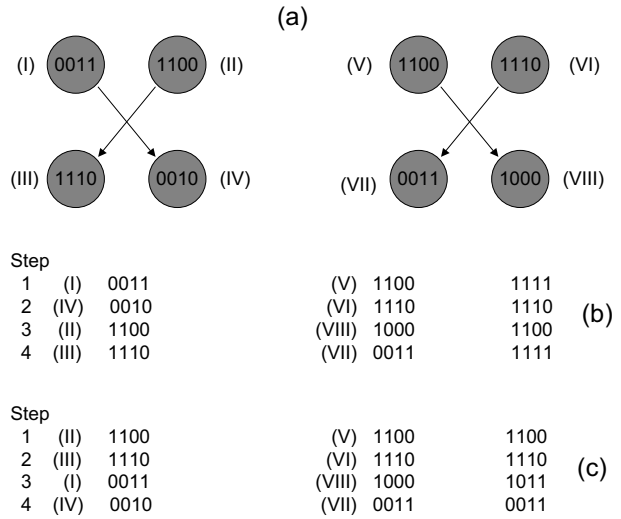 (a)
(I) 0011 1100 (II) (V) 1100 1110 (VI)
(III) 1110 0010 (IV) (VII) 0011 1000 (VIII)
Step
1 (I) 0011 (V) 1100 1111
2 (IV) 0010 (VI) 1110 1110
3 (II) 1100 (VIII) 1000 1100
4 (III) 1110 (VII) 0011 1111
(b)
Step
1 (II) 1100 (V) 1100 1100
2 (III) 1110 (VI) 1110 1110
3 (I) 0011 (VIII) 1000 1011
4 (IV) 0010 (VII) 0011 0011
(c)